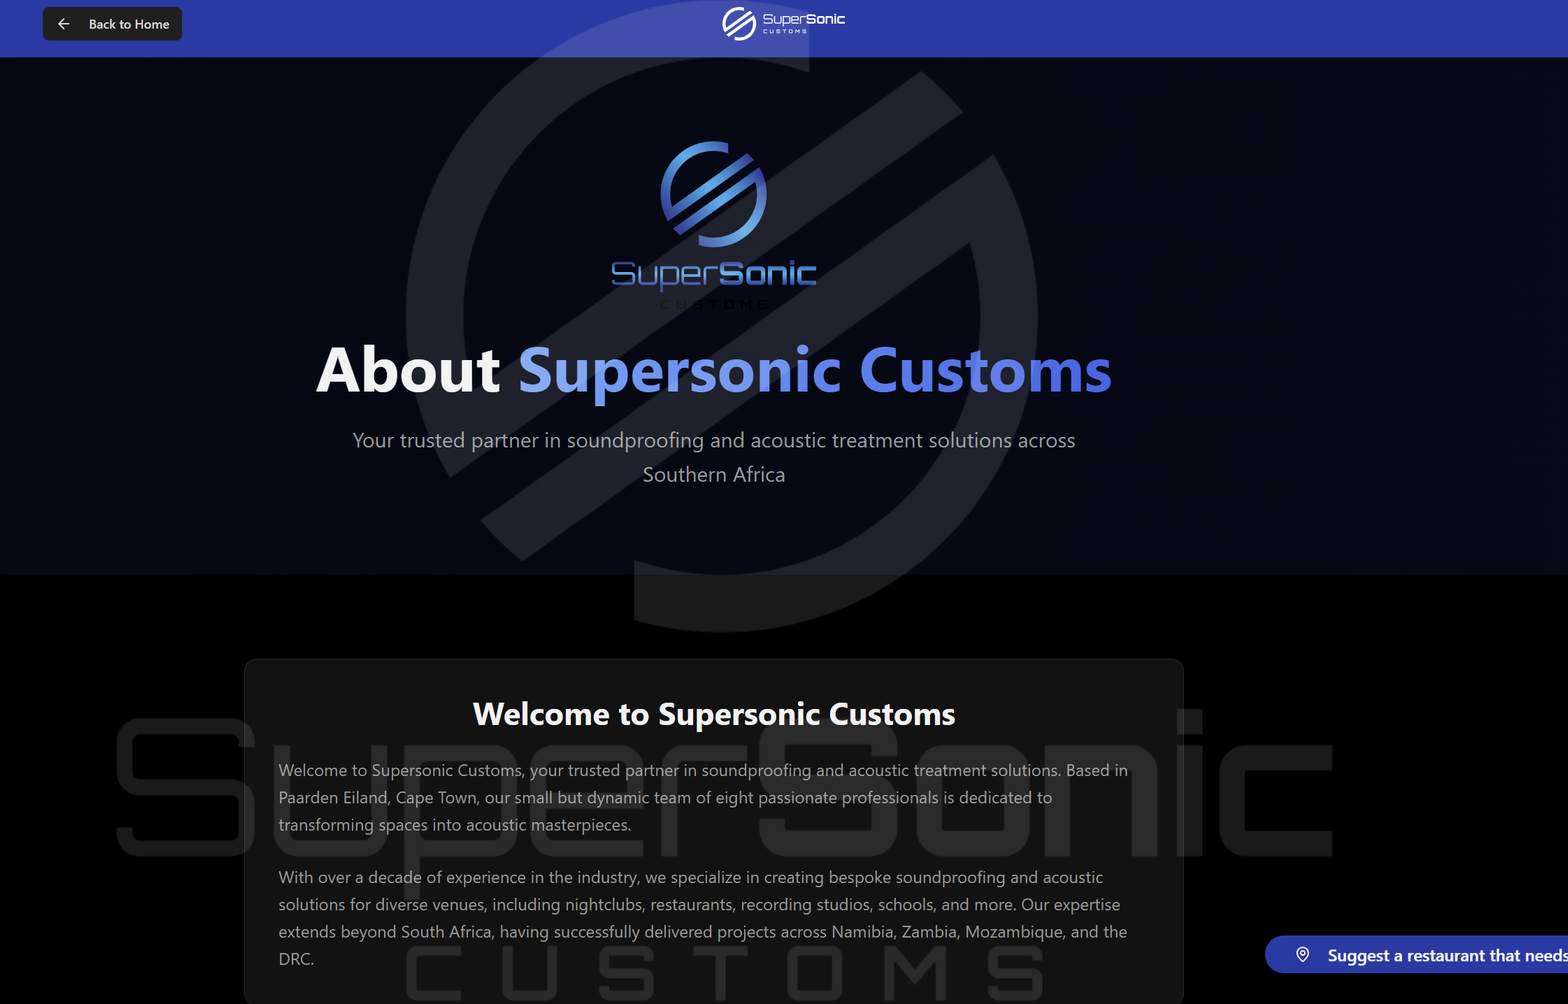 Back to Home
SuperSonic
CUSTOMS
SuperSonic
CUSTOMS
About Supersonic Customs
Your trusted partner in soundproofing and acoustic treatment solutions across
Southern Africa
Welcome to Supersonic Customs
Welcome to Supersonic Customs, your trusted partner in soundproofing and acoustic treatment solutions. Based in
Paarden Eiland, Cape Town, our small but dynamic team of eight passionate professionals is dedicated to
transforming spaces into acoustic masterpieces.
With over a decade of experience in the industry, we specialize in creating bespoke soundproofing and acoustic
solutions for diverse venues, including nightclubs, restaurants, recording studios, schools, and more. Our expertise
extends beyond South Africa, having successfully delivered projects across Namibia, Zambia, Mozambique, and the
DRC.
SuperSonic
CUSTOMS
Suggest a restaurant that needs